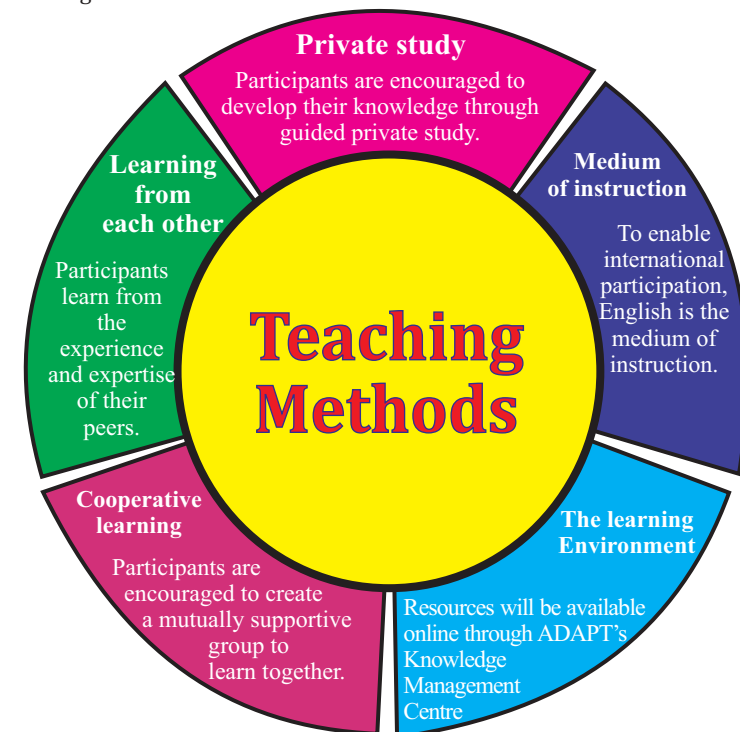 Private study
Participants are encouraged to
develop their knowledge through
guided private study.
Medium
of instruction
To enable
international
participation,
English is the
medium of
instruction.
The learning
Environment
Resources will be available
online through ADAPT’s
Knowledge
Management
Centre
Cooperative
learning
Participants are
encouraged to create
a mutually supportive
group to
learn together.
Learning
from
each other
Participants
learn from
the
experience
and expertise
of their
peers.
Teaching
Methods